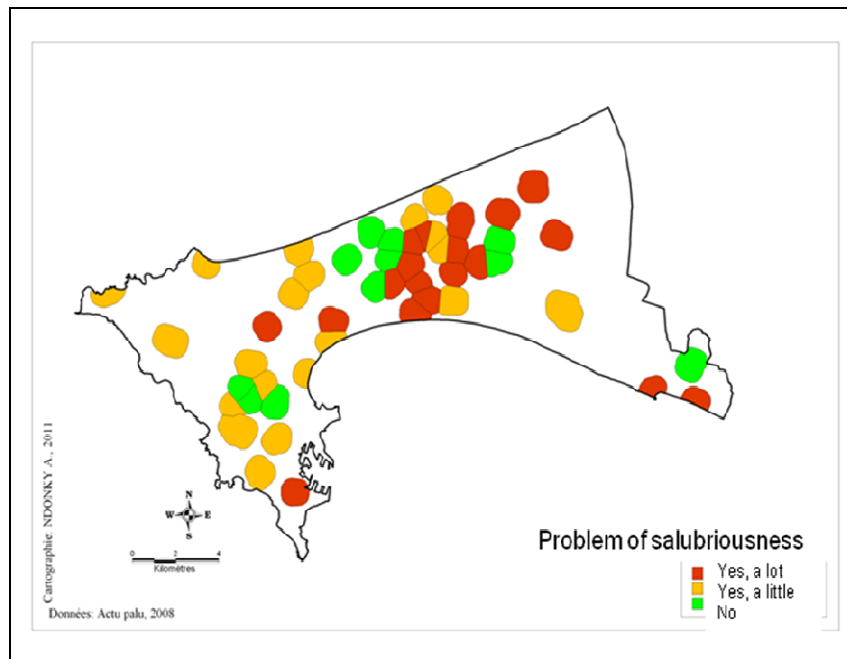 Cartographie: NDONKY A., 2011
N
W E
S
0 2 4
Kilomètres
Données: Actu palu, 2008
Problem of salubriousness
Yes, a lot
Yes, a little
No